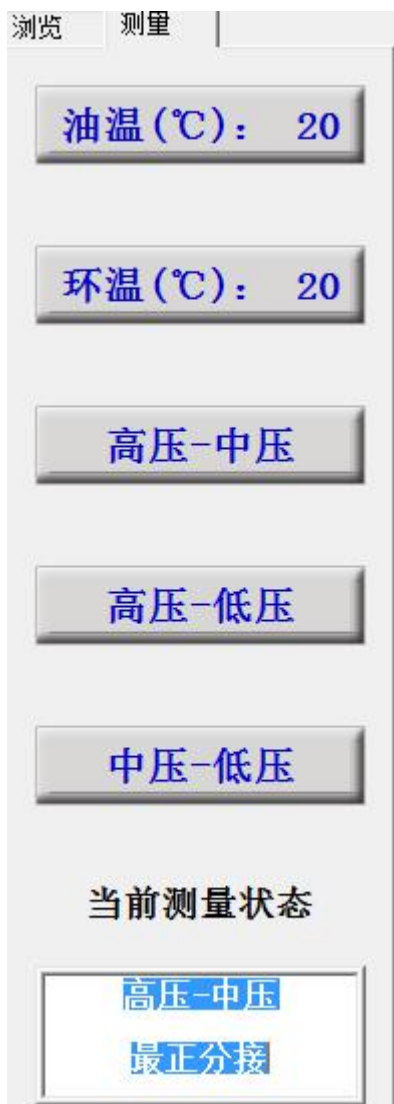 浏览 测量
油温(℃): 20
环温(℃): 20
高压-中压
高压-低压
中压-低压
当前测量状态
高压-中压
最正分接